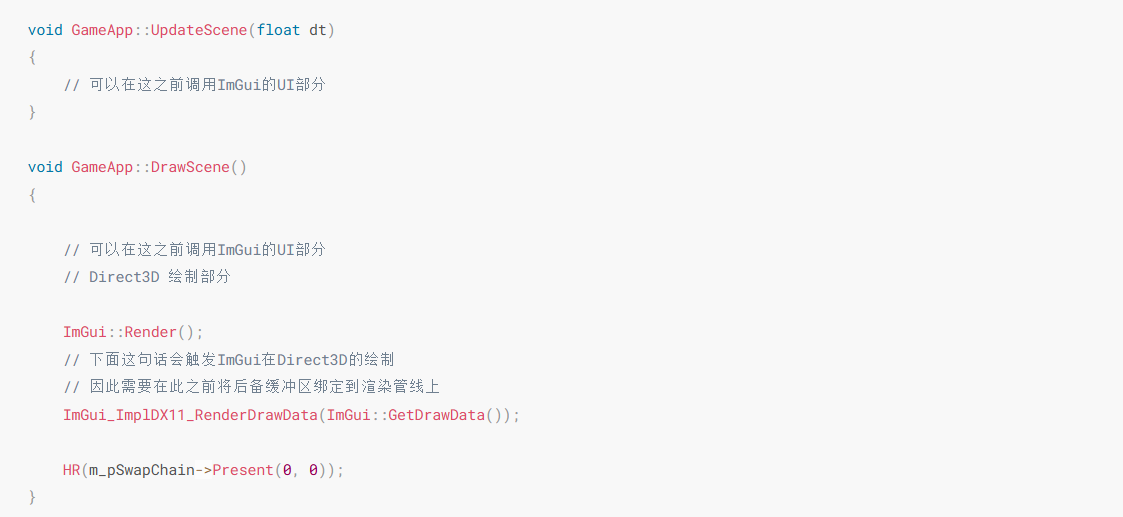 void GameApp::UpdateScene(float dt)
{
    // 可以在这之前调用ImGui的UI部分
}
void GameApp::DrawScene()
{
    // 可以在这之前调用ImGui的UI部分
    // Direct3D 绘制部分
    ImGui::Render();
    // 下面这句话会触发ImGui在Direct3D的绘制
    // 因此需要在此之前将后备缓冲区绑定到渲染管线上
    ImGui_ImplDX11_RenderDrawData(ImGui::GetDrawData());
    HR(m_pSwapChain->Present(0, 0));
}